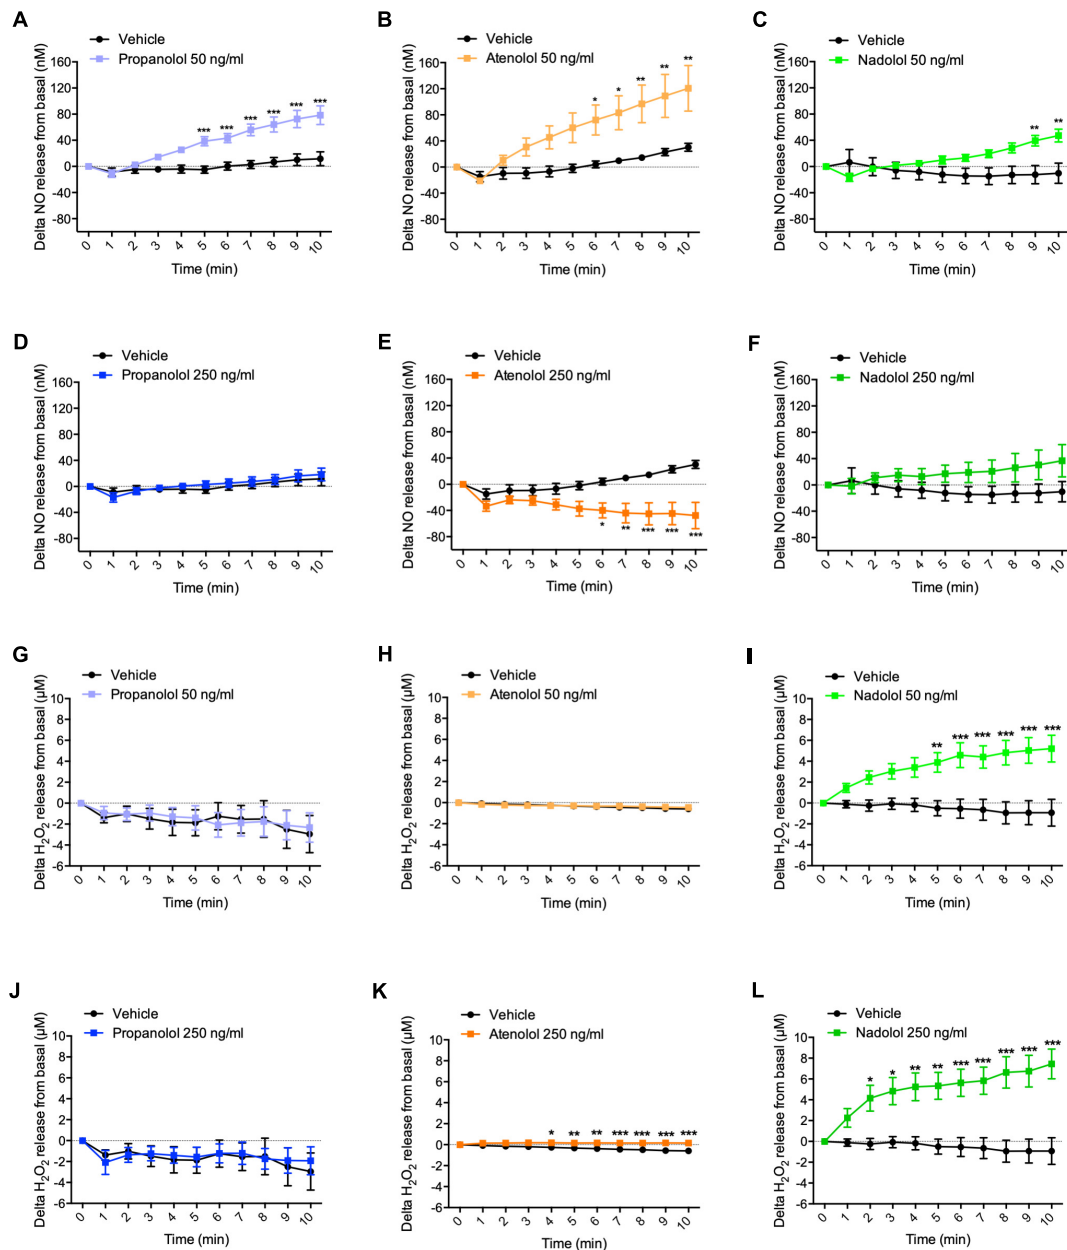 A
Vehicle
Propanolol 50 ng/ml
Delta NO release from basal (nM)
160
120
80
40
0
-40
-80
*** *** *** *** *** ***
0 1 2 3 4 5 6 7 8 9 10
Time (min)
B
Vehicle
Atenolol 50 ng/ml
Delta NO release from basal (nM)
160
120
80
40
0
-40
-80
* * ** ** **
0 1 2 3 4 5 6 7 8 9 10
Time (min)
C
Vehicle
Nadolol 50 ng/ml
Delta NO release from basal (nM)
160
120
80
40
0
-40
-80
** **
0 1 2 3 4 5 6 7 8 9 10
Time (min)
D
Vehicle
Propanolol 250 ng/ml
Delta NO release from basal (nM)
160
120
80
40
0
-40
-80
0 1 2 3 4 5 6 7 8 9 10
Time (min)
E
Vehicle
Atenolol 250 ng/ml
Delta NO release from basal (nM)
160
120
80
40
0
-40
-80
* ** *** *** ***
0 1 2 3 4 5 6 7 8 9 10
Time (min)
F
Vehicle
Nadolol 250 ng/ml
Delta NO release from basal (nM)
160
120
80
40
0
-40
-80
0 1 2 3 4 5 6 7 8 9 10
Time (min)
G
Vehicle
Propanolol 50 ng/ml
Delta H₂O₂ release from basal (µM)
10
8
6
4
2
0
-2
-4
-6
0 1 2 3 4 5 6 7 8 9 10
Time (min)
H
Vehicle
Atenolol 50 ng/ml
Delta H₂O₂ release from basal (µM)
10
8
6
4
2
0
-2
-4
-6
0 1 2 3 4 5 6 7 8 9 10
Time (min)
I
Vehicle
Nadolol 50 ng/ml
Delta H₂O₂ release from basal (µM)
10
8
6
4
2
0
-2
-4
-6
** *** *** *** *** ***
0 1 2 3 4 5 6 7 8 9 10
Time (min)
J
Vehicle
Propanolol 250 ng/ml
Delta H₂O₂ release from basal (µM)
10
8
6
4
2
0
-2
-4
-6
0 1 2 3 4 5 6 7 8 9 10
Time (min)
K
Vehicle
Atenolol 250 ng/ml
Delta H₂O₂ release from basal (µM)
10
8
6
4
2
0
-2
-4
-6
* ** ** *** *** *** ***
0 1 2 3 4 5 6 7 8 9 10
Time (min)
L
Vehicle
Nadolol 250 ng/ml
Delta H₂O₂ release from basal (µM)
10
8
6
4
2
0
-2
-4
-6
* * ** ** *** *** *** *** ***
0 1 2 3 4 5 6 7 8 9 10
Time (min)